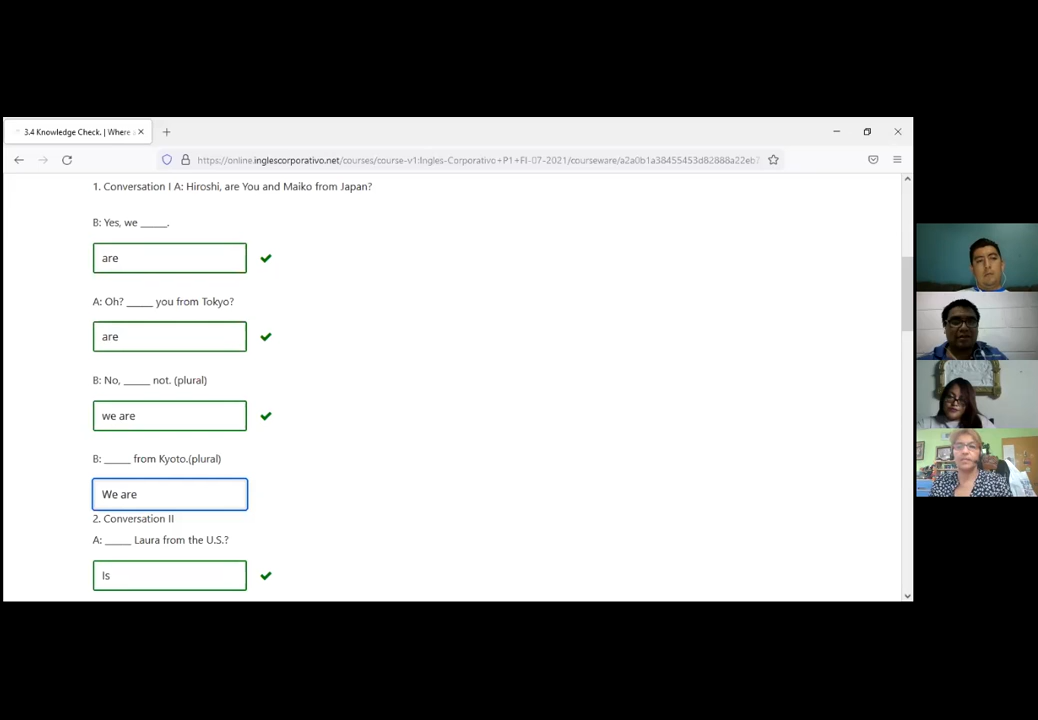 3.4 Knowledge Check. | Where
https://online.inglescorporativo.net/courses/course-v1:Ingles-Corporativo+P1+FI-07-2021/courseware/a2a0b1a38455453d82888a22eb7
1. Conversation I A: Hiroshi, are You and Maiko from Japan?
B: Yes, we _____.
are
A: Oh? _____ you from Tokyo?
are
B: No, _____ not. (plural)
we are
B: _____ from Kyoto.(plural)
We are
2. Conversation II
A: _____ Laura from the U.S.?
Is